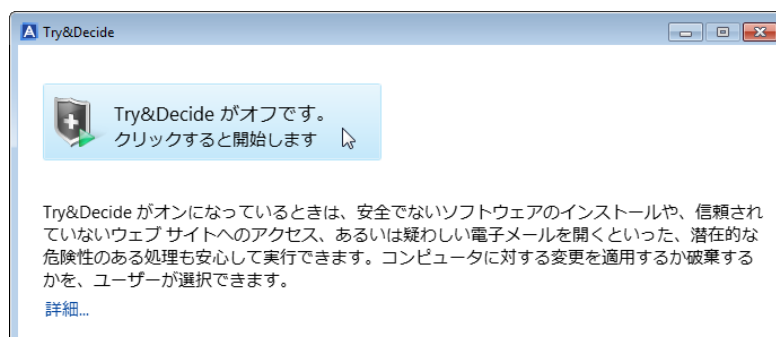 Try&Decide
Try&Decide がオフです。
クリックすると開始します
Try&Decide がオンになっているときは、安全でないソフトウェアのインストールや、信頼され
ていないウェブ サイトへのアクセス、あるいは疑わしい電子メールを開くといった、潜在的な
危険性のある処理も安心して実行できます。コンピュータに対する変更を適用するか破棄する
かを、ユーザーが選択できます。
詳細...